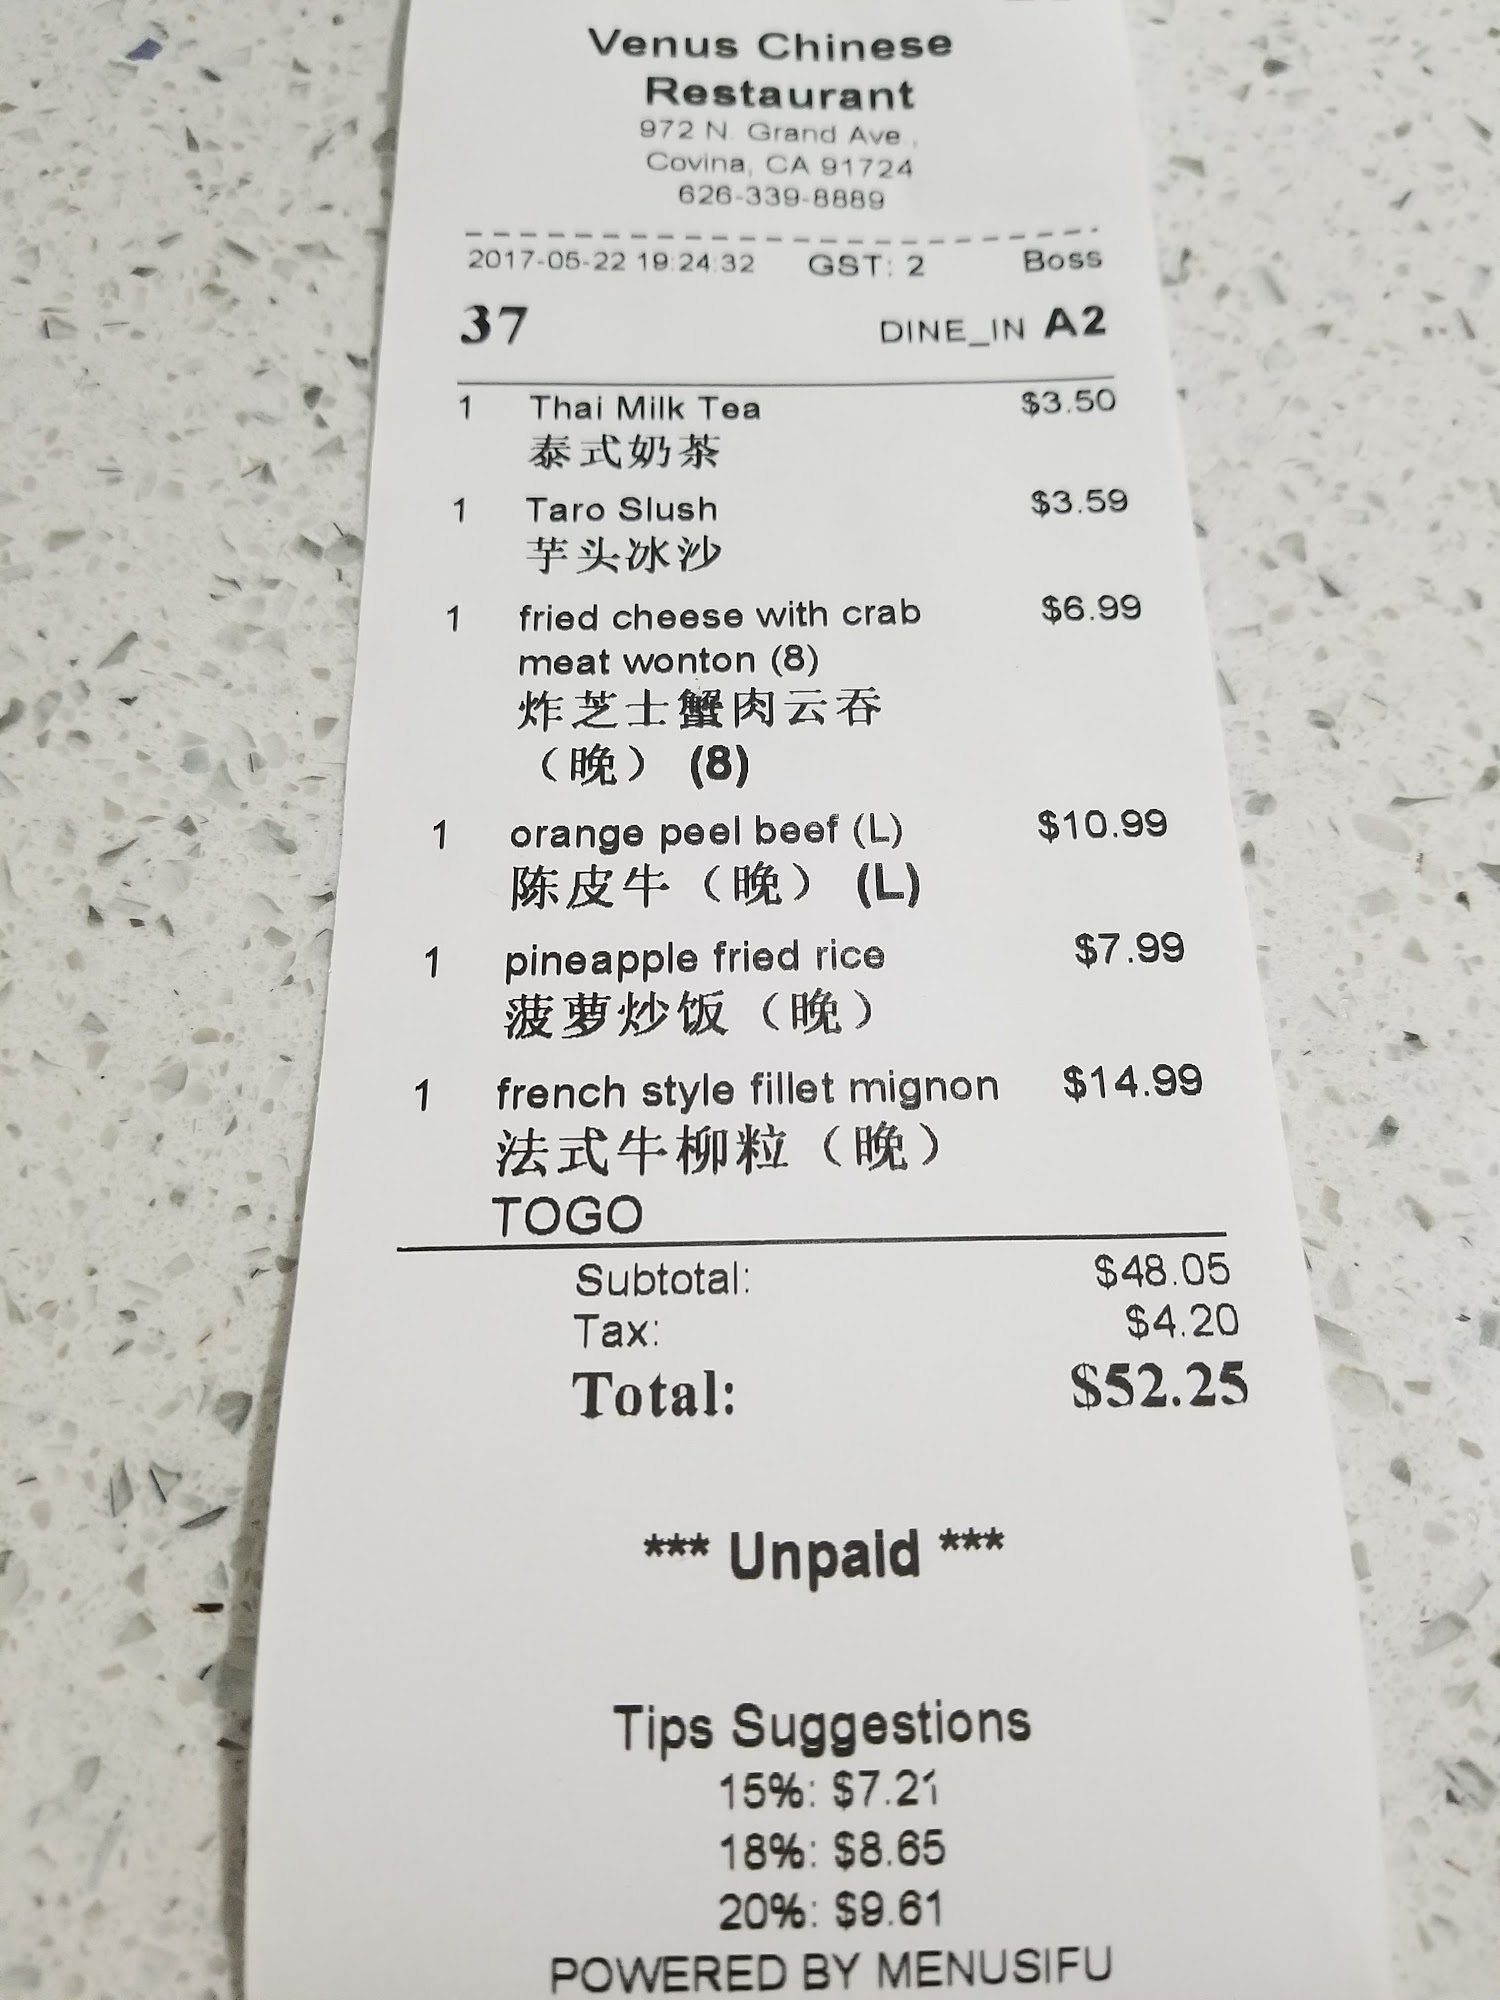 Venus Chinese
Restaurant
972 N. Grand Ave.,
Covina, CA 91724
626-339-8889
2017-05-22 19:24:32 GST: 2 Boss
37 DINE_IN A2
1 Thai Milk Tea $3.50
泰式奶茶
1 Taro Slush $3.59
芋头冰沙
1 fried cheese with crab $6.99
meat wonton (8)
炸芝士蟹肉云吞
（晚） (8)
1 orange peel beef (L) $10.99
陈皮牛（晚） (L)
1 pineapple fried rice $7.99
菠萝炒饭（晚）
1 french style fillet mignon $14.99
法式牛柳粒（晚）
TOGO
Subtotal: $48.05
Tax: $4.20
Total: $52.25
*** Unpaid ***
Tips Suggestions
15%: $7.21
18%: $8.65
20%: $9.61
POWERED BY MENUSIFU